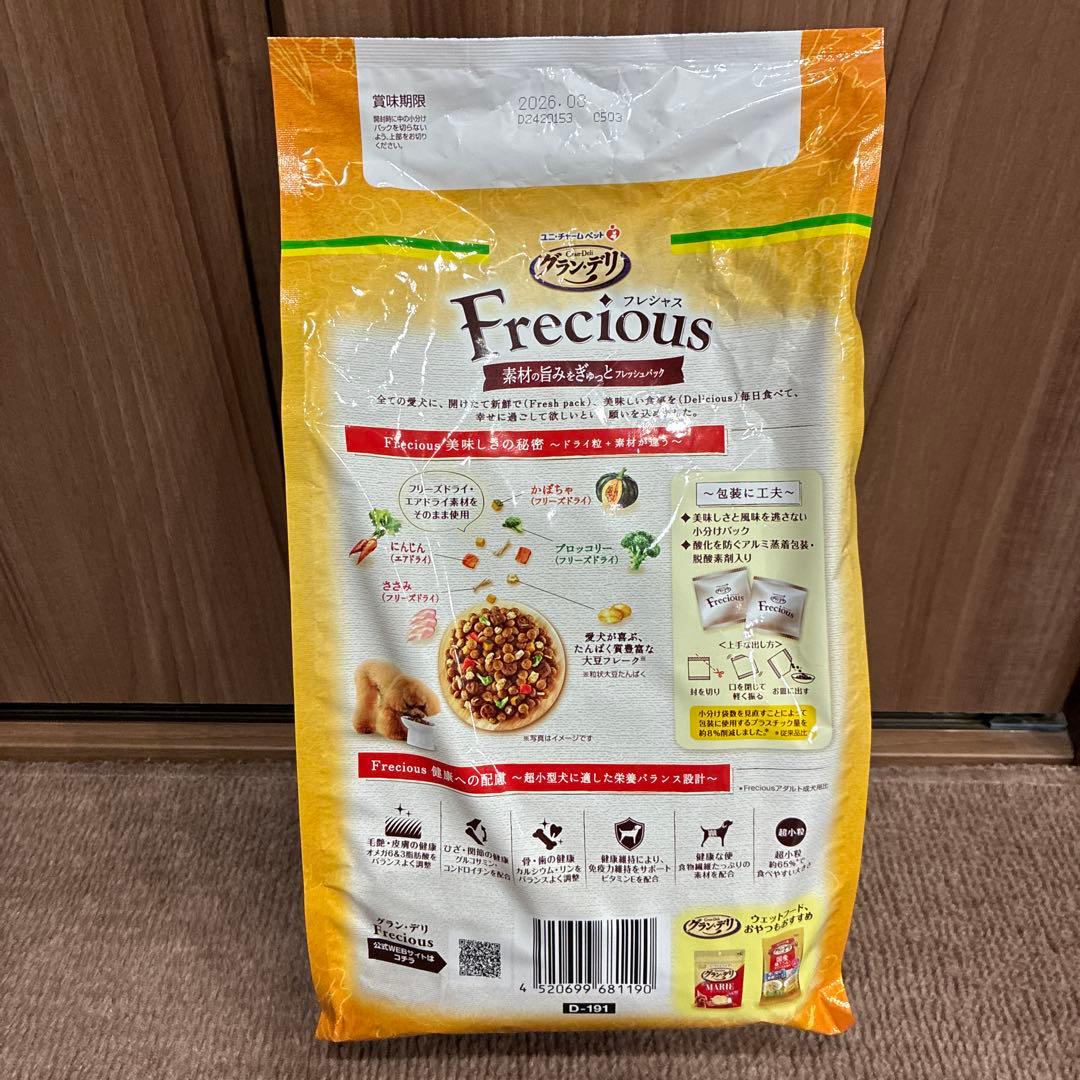 賞味期限
開封時に中の小分け
パックを切らない
よう、上部をお切り
ください。
2026.08
D2420153 0503
ユニ・チャーム ペット
Gran-Deli
グラン・デリ
フレシャス
Frecious
素材の旨みをぎゅっと フレッシュパック
全ての愛犬に、開けたて新鮮で(Fresh pack)、美味しい食事を(Delicious)毎日食べて、
幸せに過ごして欲しいという願いを込めました。
Frecious 美味しさの秘密 ～ドライ粒+素材が違う～
フリーズドライ・
エアドライ素材を
そのまま使用
かぼちゃ
(フリーズドライ)
にんじん
(エアドライ)
ブロッコリー
(フリーズドライ)
ささみ
(フリーズドライ)
愛犬が喜ぶ、
たんぱく質豊富な
大豆フレーク※
※粒状大豆たんぱく
※写真はイメージです
～包装に工夫～
◆美味しさと風味を逃さない
小分けパック
◆酸化を防ぐアルミ蒸着包装・
脱酸素剤入り
Frecious
Frecious
<上手な出し方>
封を切り
口を閉じて
軽く振る
お皿に出す
小分け袋数を見直すことによって
包装に使用するプラスチック量を
約8%削減しました。* *従来品比
Frecious 健康への配慮 ～超小型犬に適した栄養バランス設計～
*Freciousアダルト成犬用比
毛艶・皮膚の健康
オメガ6&3脂肪酸を
バランスよく調整
ひざ・関節の健康
グルコサミン・
コンドロイチンを配合
骨・歯の健康
カルシウム・リンを
バランスよく調整
健康維持により、
免疫力維持をサポート
ビタミンEを配合
健康な便
食物繊維たっぷりの
素材を配合
超小粒
超小粒
約65%*で
食べやすい大きさ
グラン・デリ
Frecious
公式WEBサイトは
コチラ
4 520699 681190
D-191
グラン・デリ
ウェットフード、
おやつもおすすめ
グラン・デリ
MARIE
グラン・デリ
国産